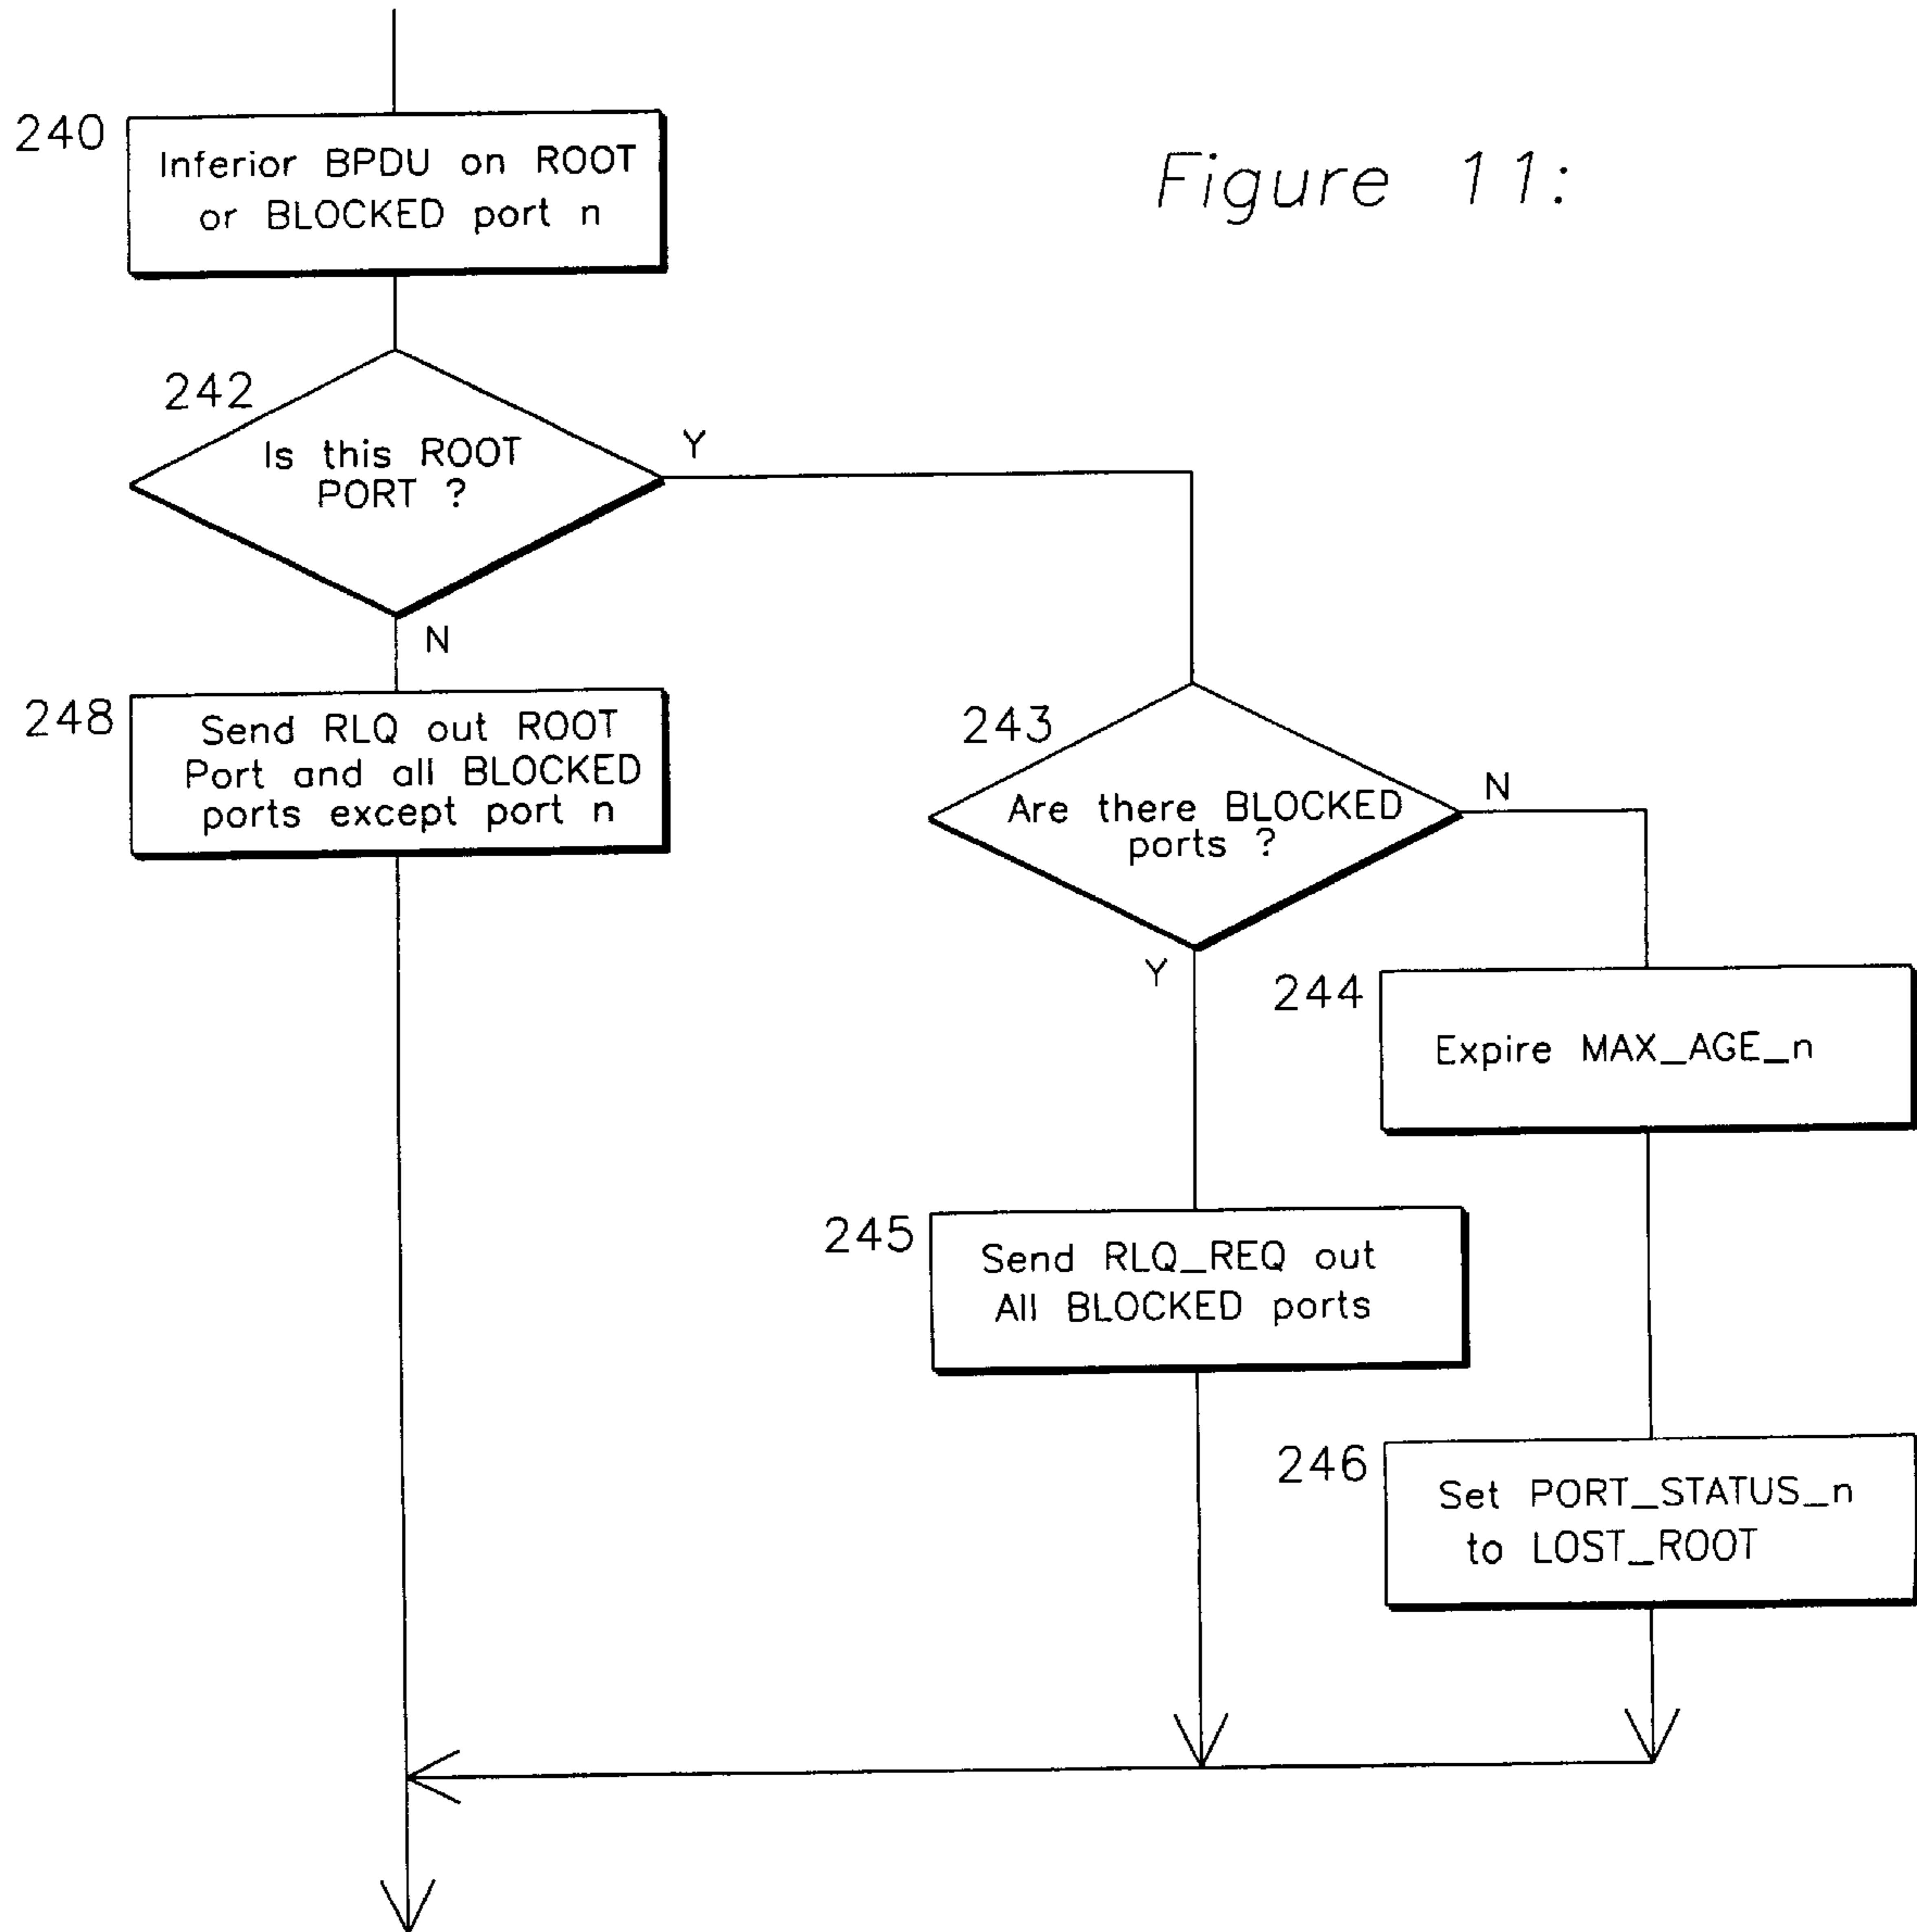 Figure 11:
240
Inferior BPDU on ROOT
or BLOCKED port n
242
Is this ROOT
PORT ?
Y
N
248
Send RLQ out ROOT
Port and all BLOCKED
ports except port n
243
Are there BLOCKED
ports ?
N
Y
244
Expire MAX_AGE_n
245
Send RLQ_REQ out
All BLOCKED ports
246
Set PORT_STATUS_n
to LOST_ROOT